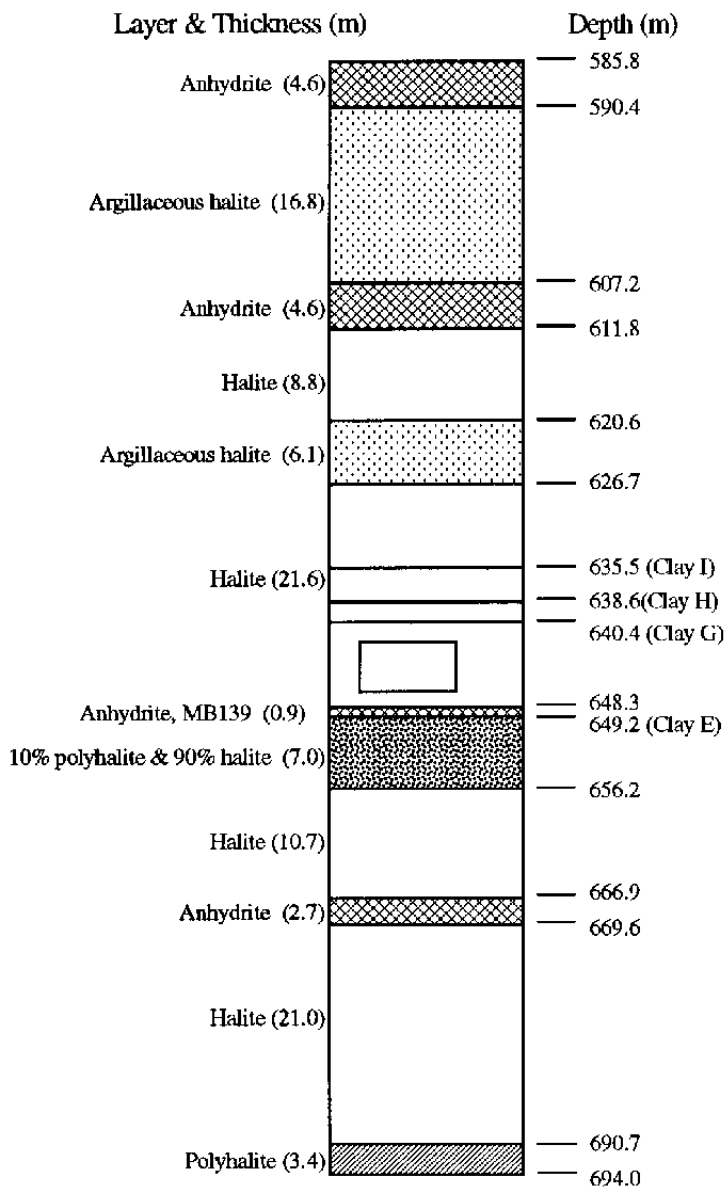 Layer & Thickness (m) Depth (m)
585.8
Anhydrite (4.6)
590.4
Argillaceous halite (16.8)
607.2
Anhydrite (4.6)
611.8
Halite (8.8)
620.6
Argillaceous halite (6.1)
626.7
635.5 (Clay I)
Halite (21.6)
638.6(Clay H)
640.4 (Clay G)
648.3
Anhydrite, MB139 (0.9)
649.2 (Clay E)
10% polyhalite & 90% halite (7.0)
656.2
Halite (10.7)
666.9
Anhydrite (2.7)
669.6
Halite (21.0)
690.7
Polyhalite (3.4)
694.0